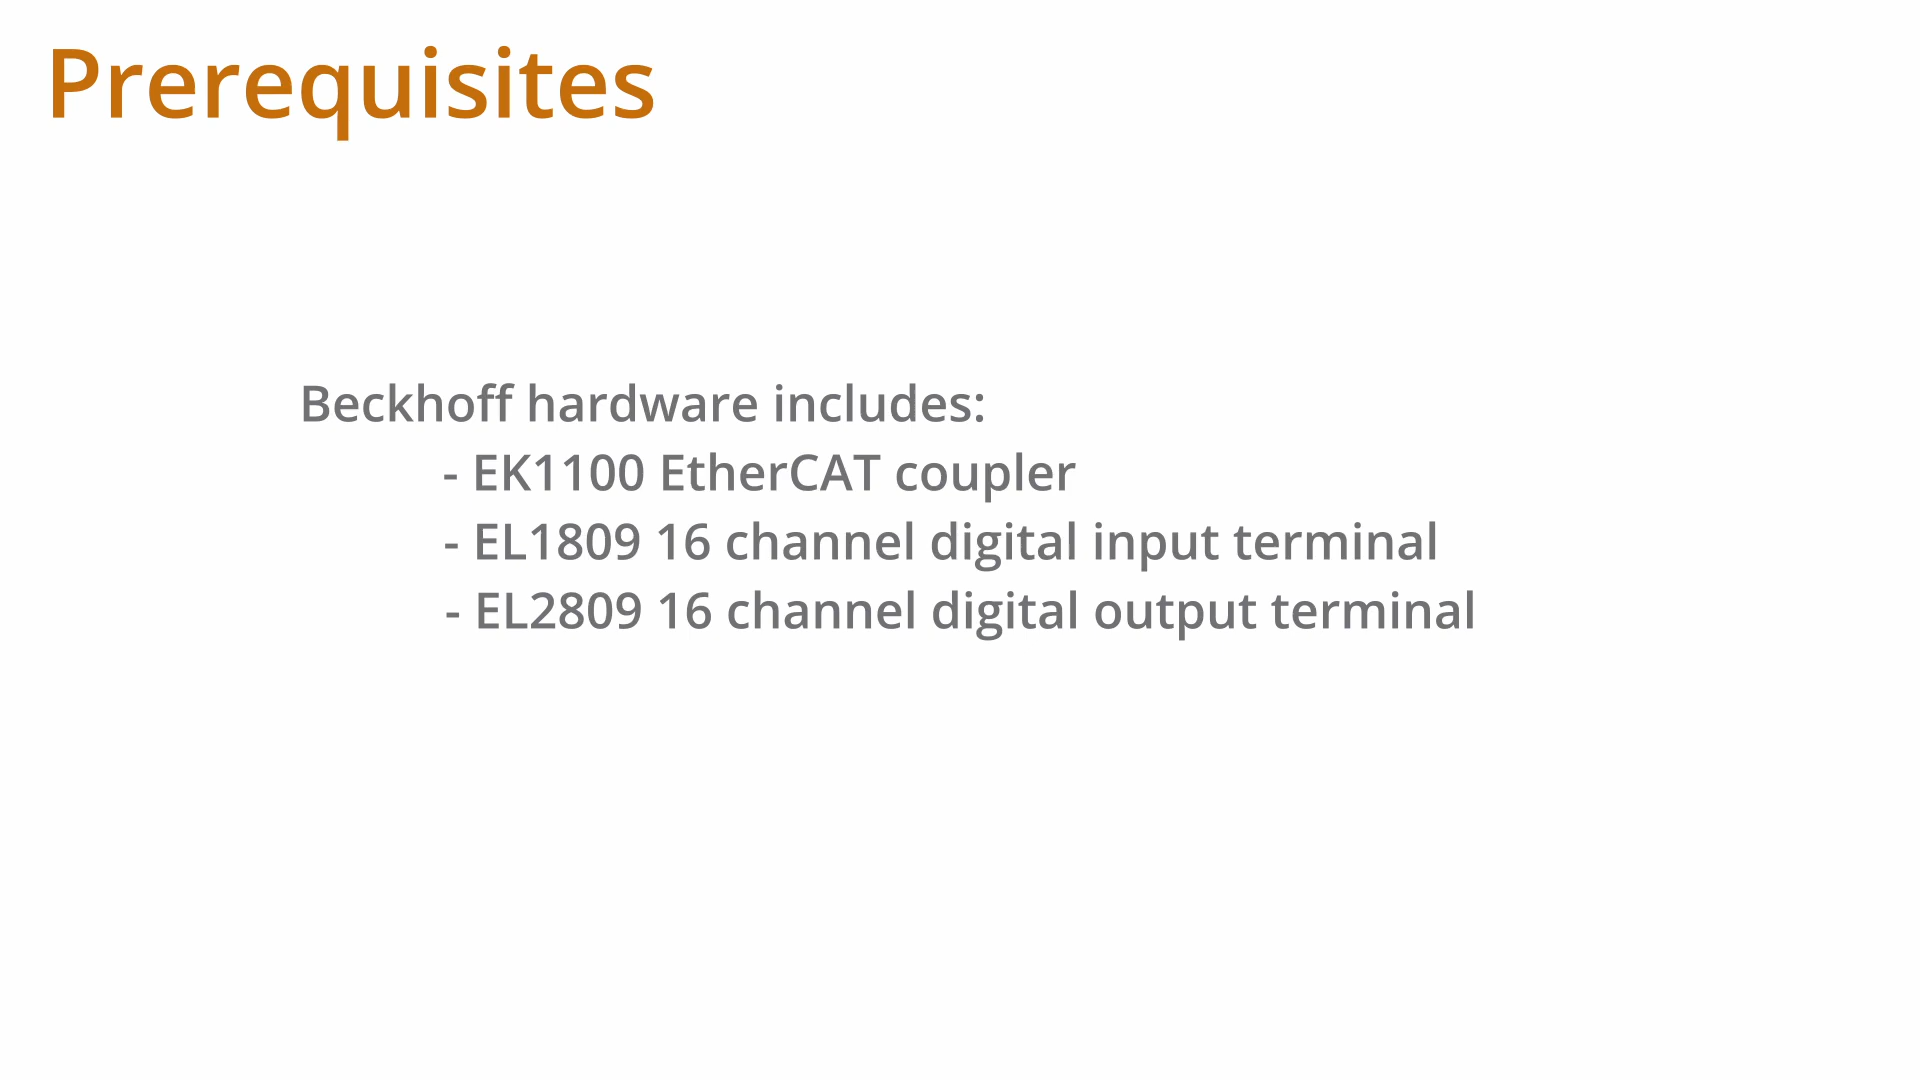 Prerequisites
Beckhoff hardware includes:
- EK1100 EtherCAT coupler
- EL1809 16 channel digital input terminal
- EL2809 16 channel digital output terminal